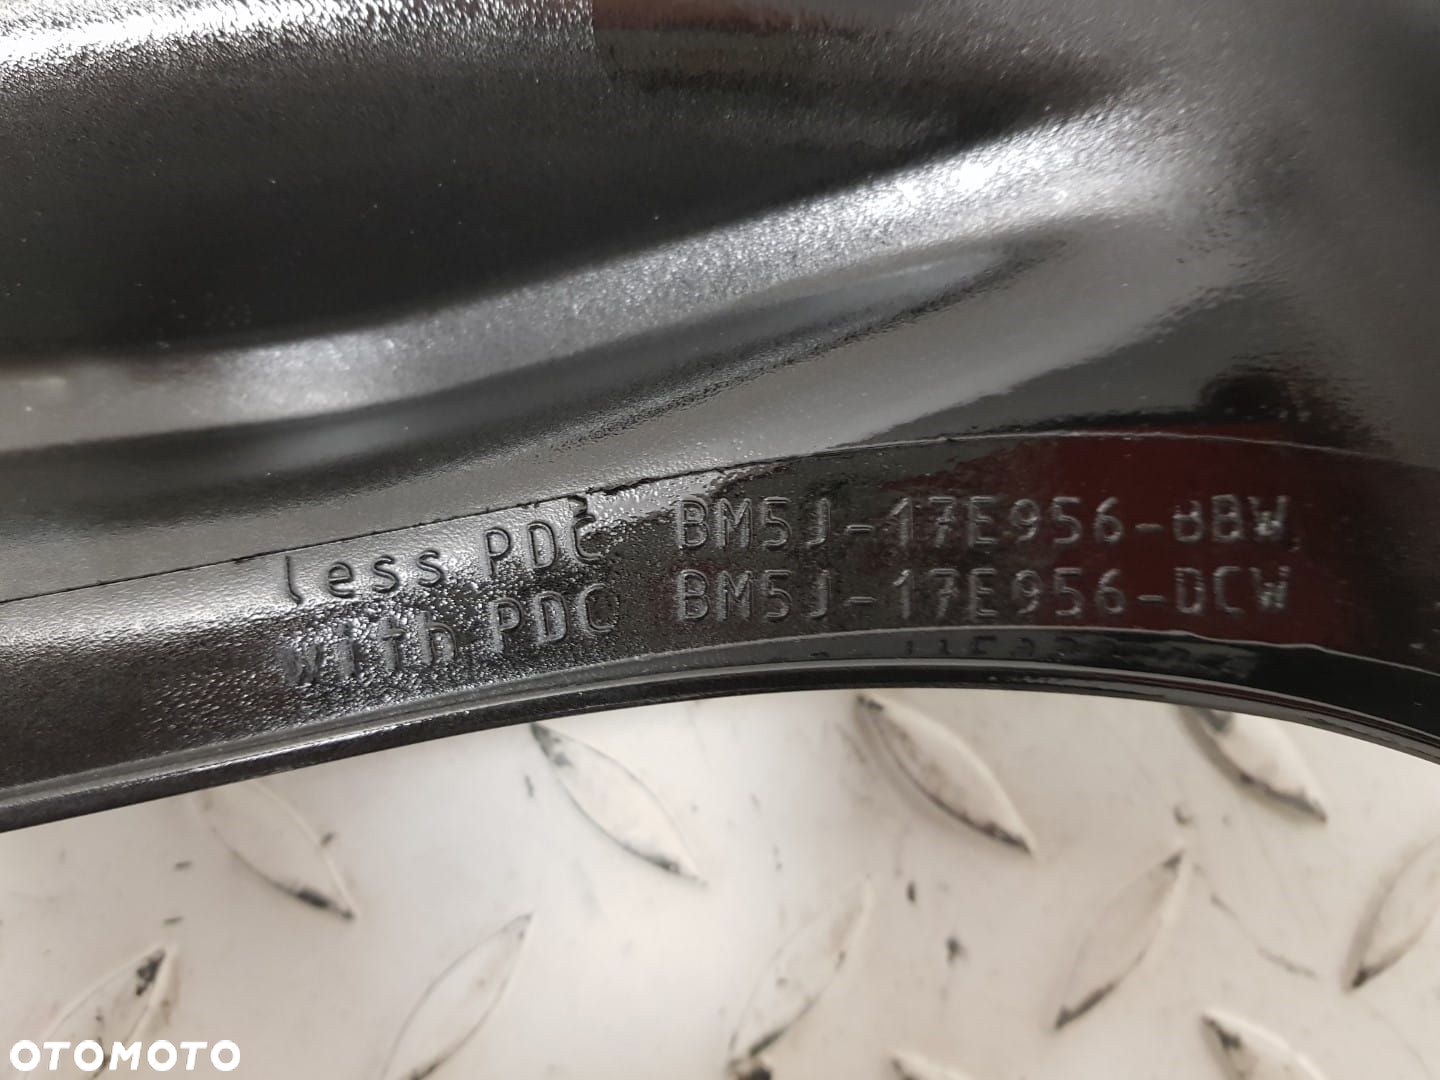 less PDC BM5J-17E956-BBW
with PDC BM5J-17E956-DCW
OTOMOTO